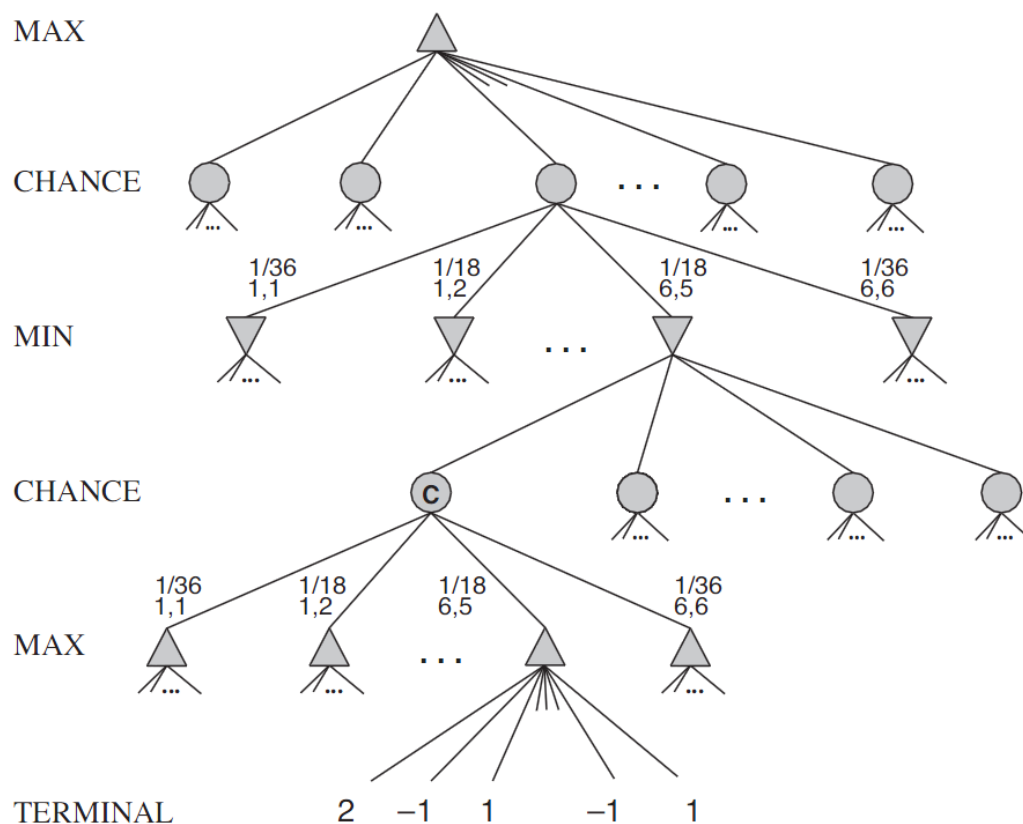 MAX
CHANCE
. . .
... ... ... ...
1/36 1/18 1/18 1/36
1,1 1,2 6,5 6,6
MIN
. . .
... ... ...
CHANCE
C
. . .
... ... ...
1/36 1/18 1/18 1/36
1,1 1,2 6,5 6,6
MAX
. . .
... ... ...
TERMINAL 2 –1 1 –1 1